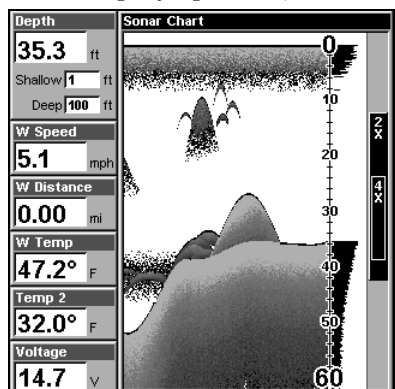 Depth
35.3 ft
Shallow 1 ft
Deep 100 ft
W Speed
5.1 mph
W Distance
0.00 mi
W Temp
47.2° F
Temp 2
32.0° F
Voltage
14.7 V
Sonar Chart
0
10
20
30
40
50
60
2X
4X